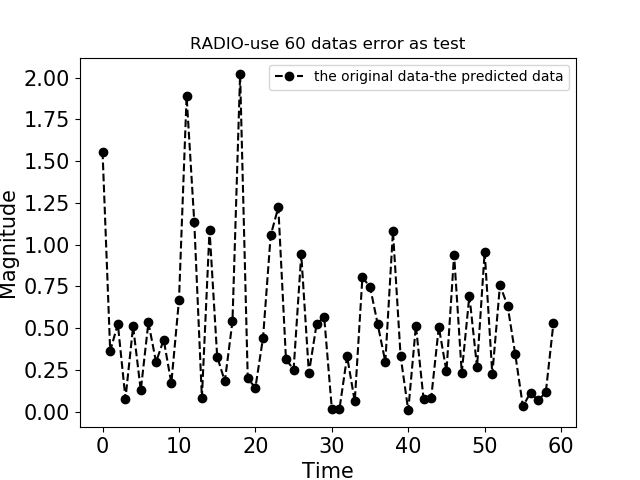 RADIO-use 60 datas error as test
the original data-the predicted data
2.00
1.75
1.50
1.25
1.00
0.75
0.50
0.25
0.00
Magnitude
0 10 20 30 40 50 60
Time